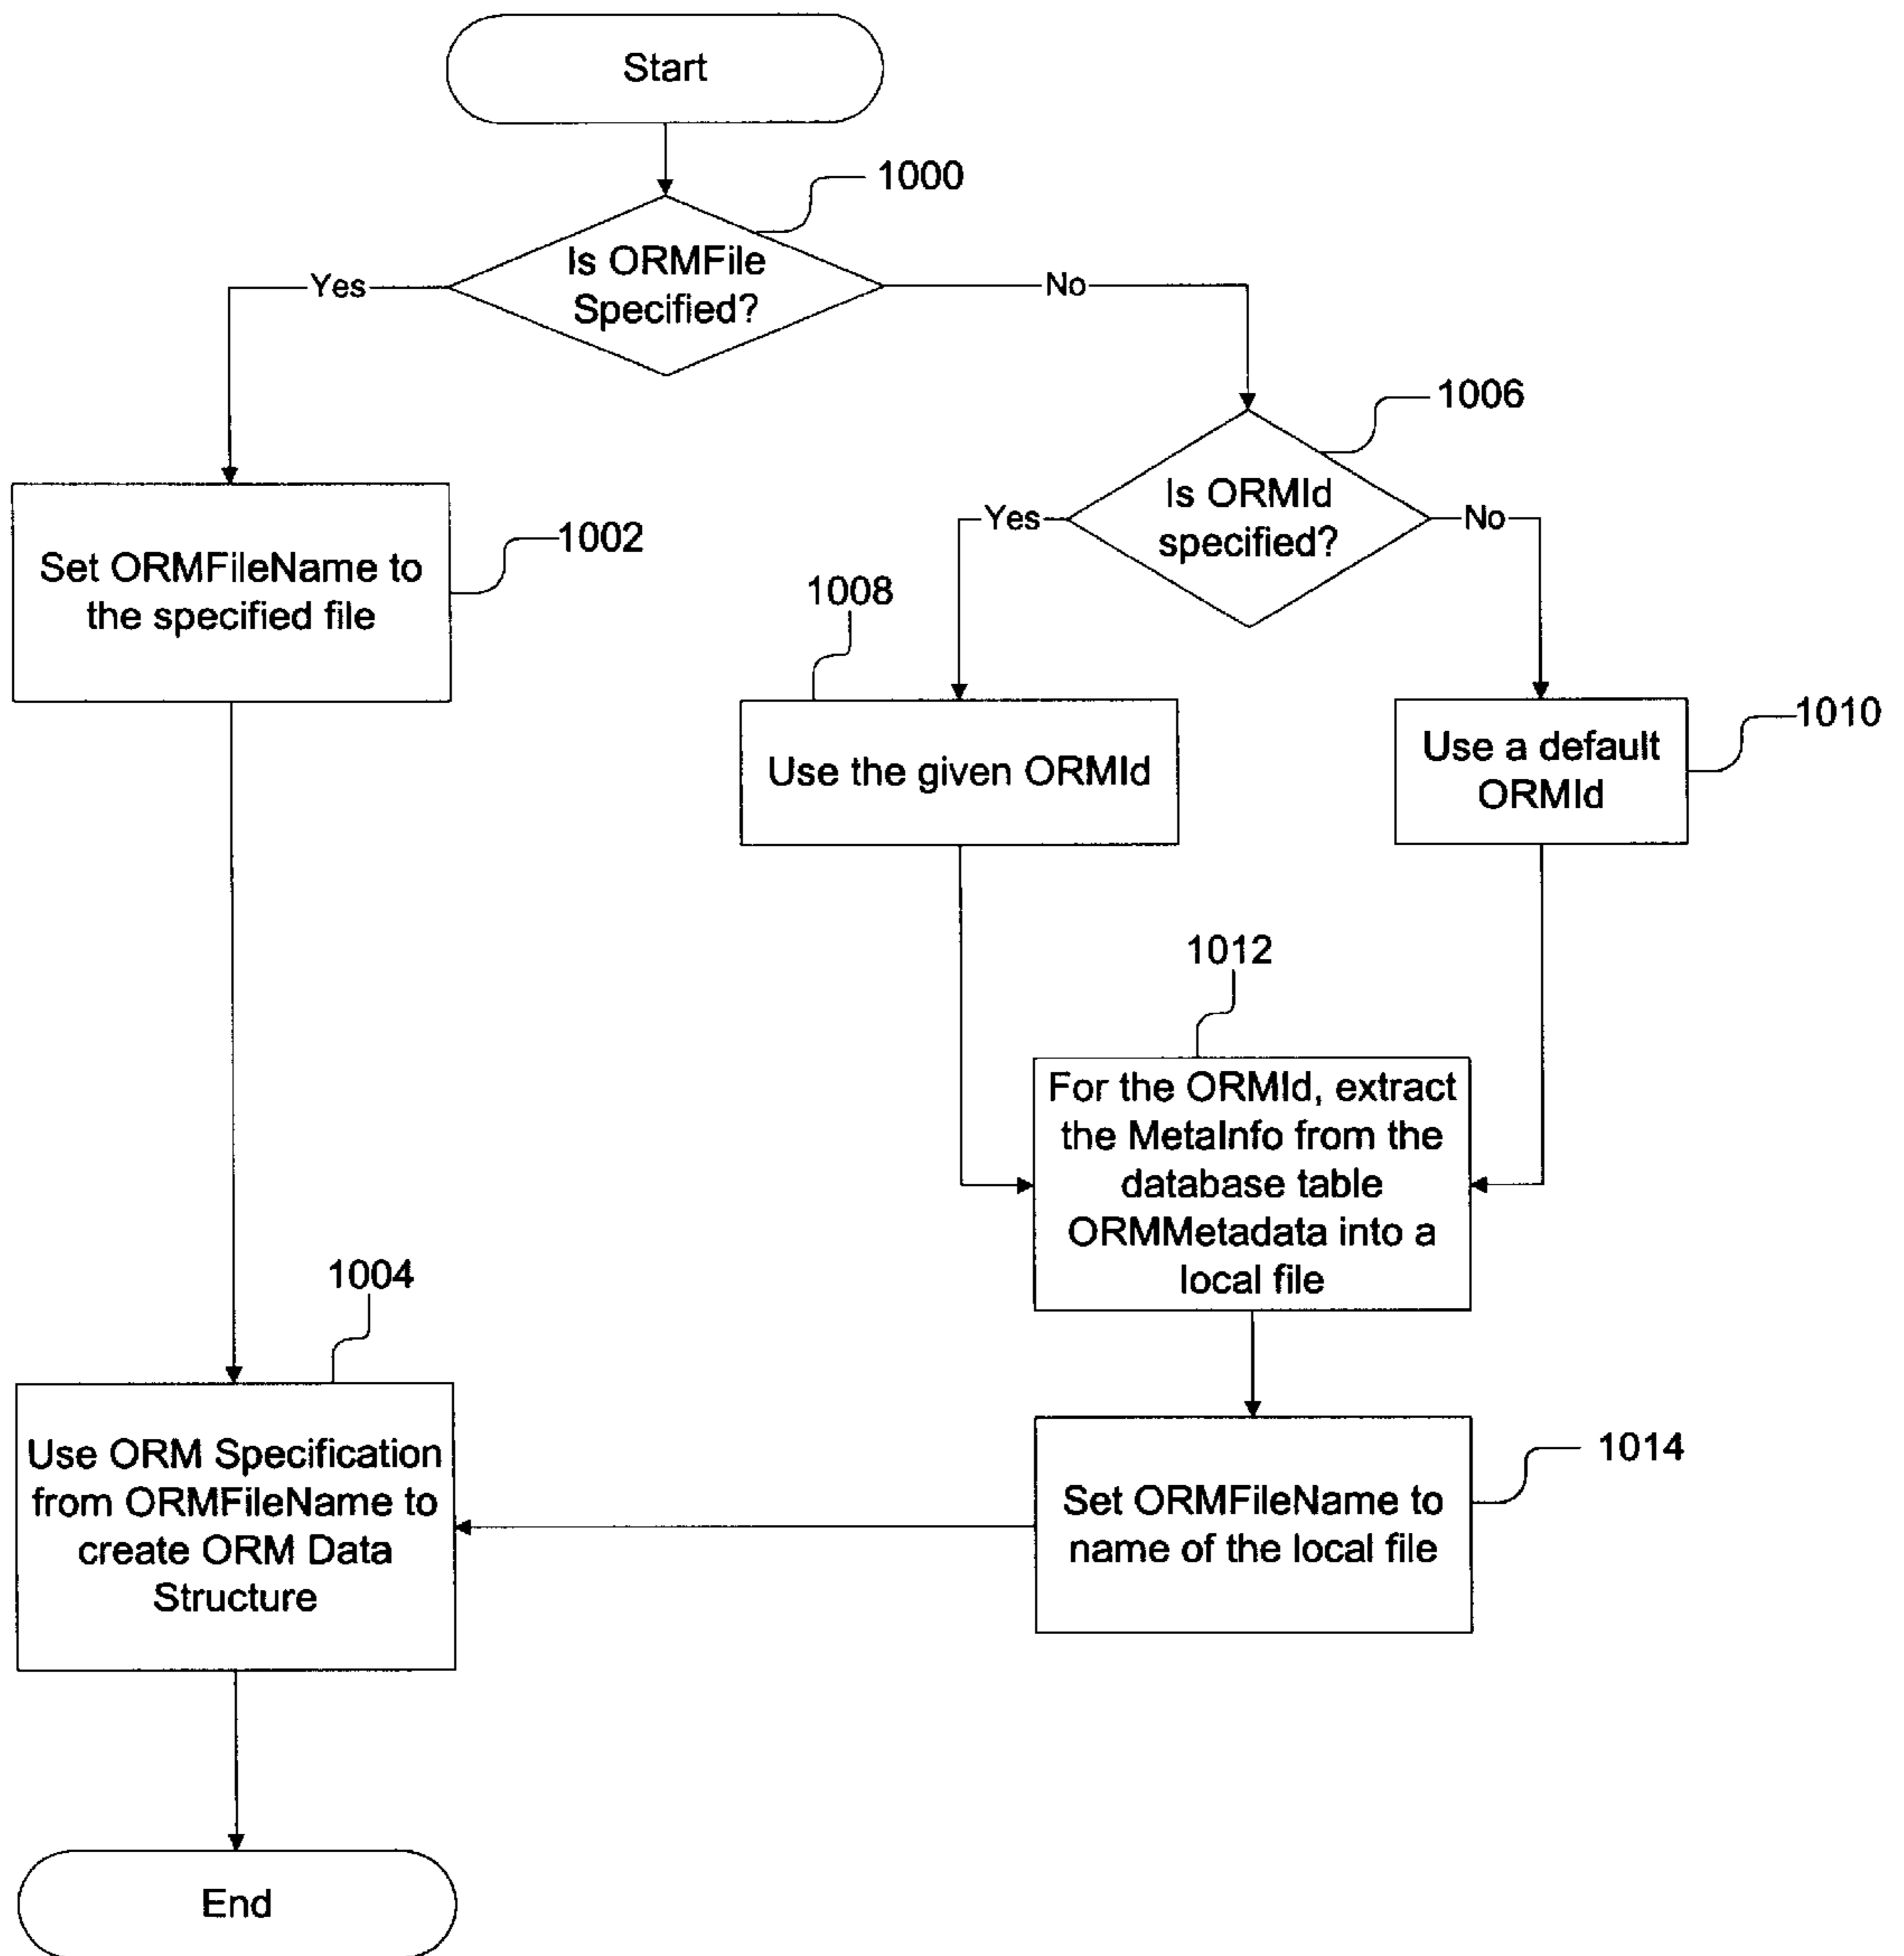 Start
1000
Is ORMFile
Specified?
Yes
No
1006
Is ORMId
specified?
Yes
No
Set ORMFileName to
the specified file
1002
1008
Use the given ORMId
Use a default
ORMId
1010
1012
For the ORMId, extract
the MetaInfo from the
database table
ORMMetadata into a
local file
1004
Use ORM Specification
from ORMFileName to
create ORM Data
Structure
Set ORMFileName to
name of the local file
1014
End